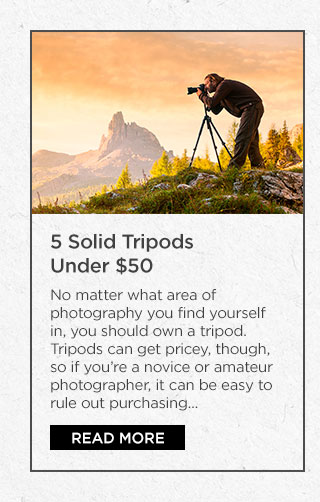 5 Solid Tripods
Under $50
No matter what area of
photography you find yourself
in, you should own a tripod.
Tripods can get pricey, though,
so if you're a novice or amateur
photographer, it can be easy to
rule out purchasing...
READ MORE